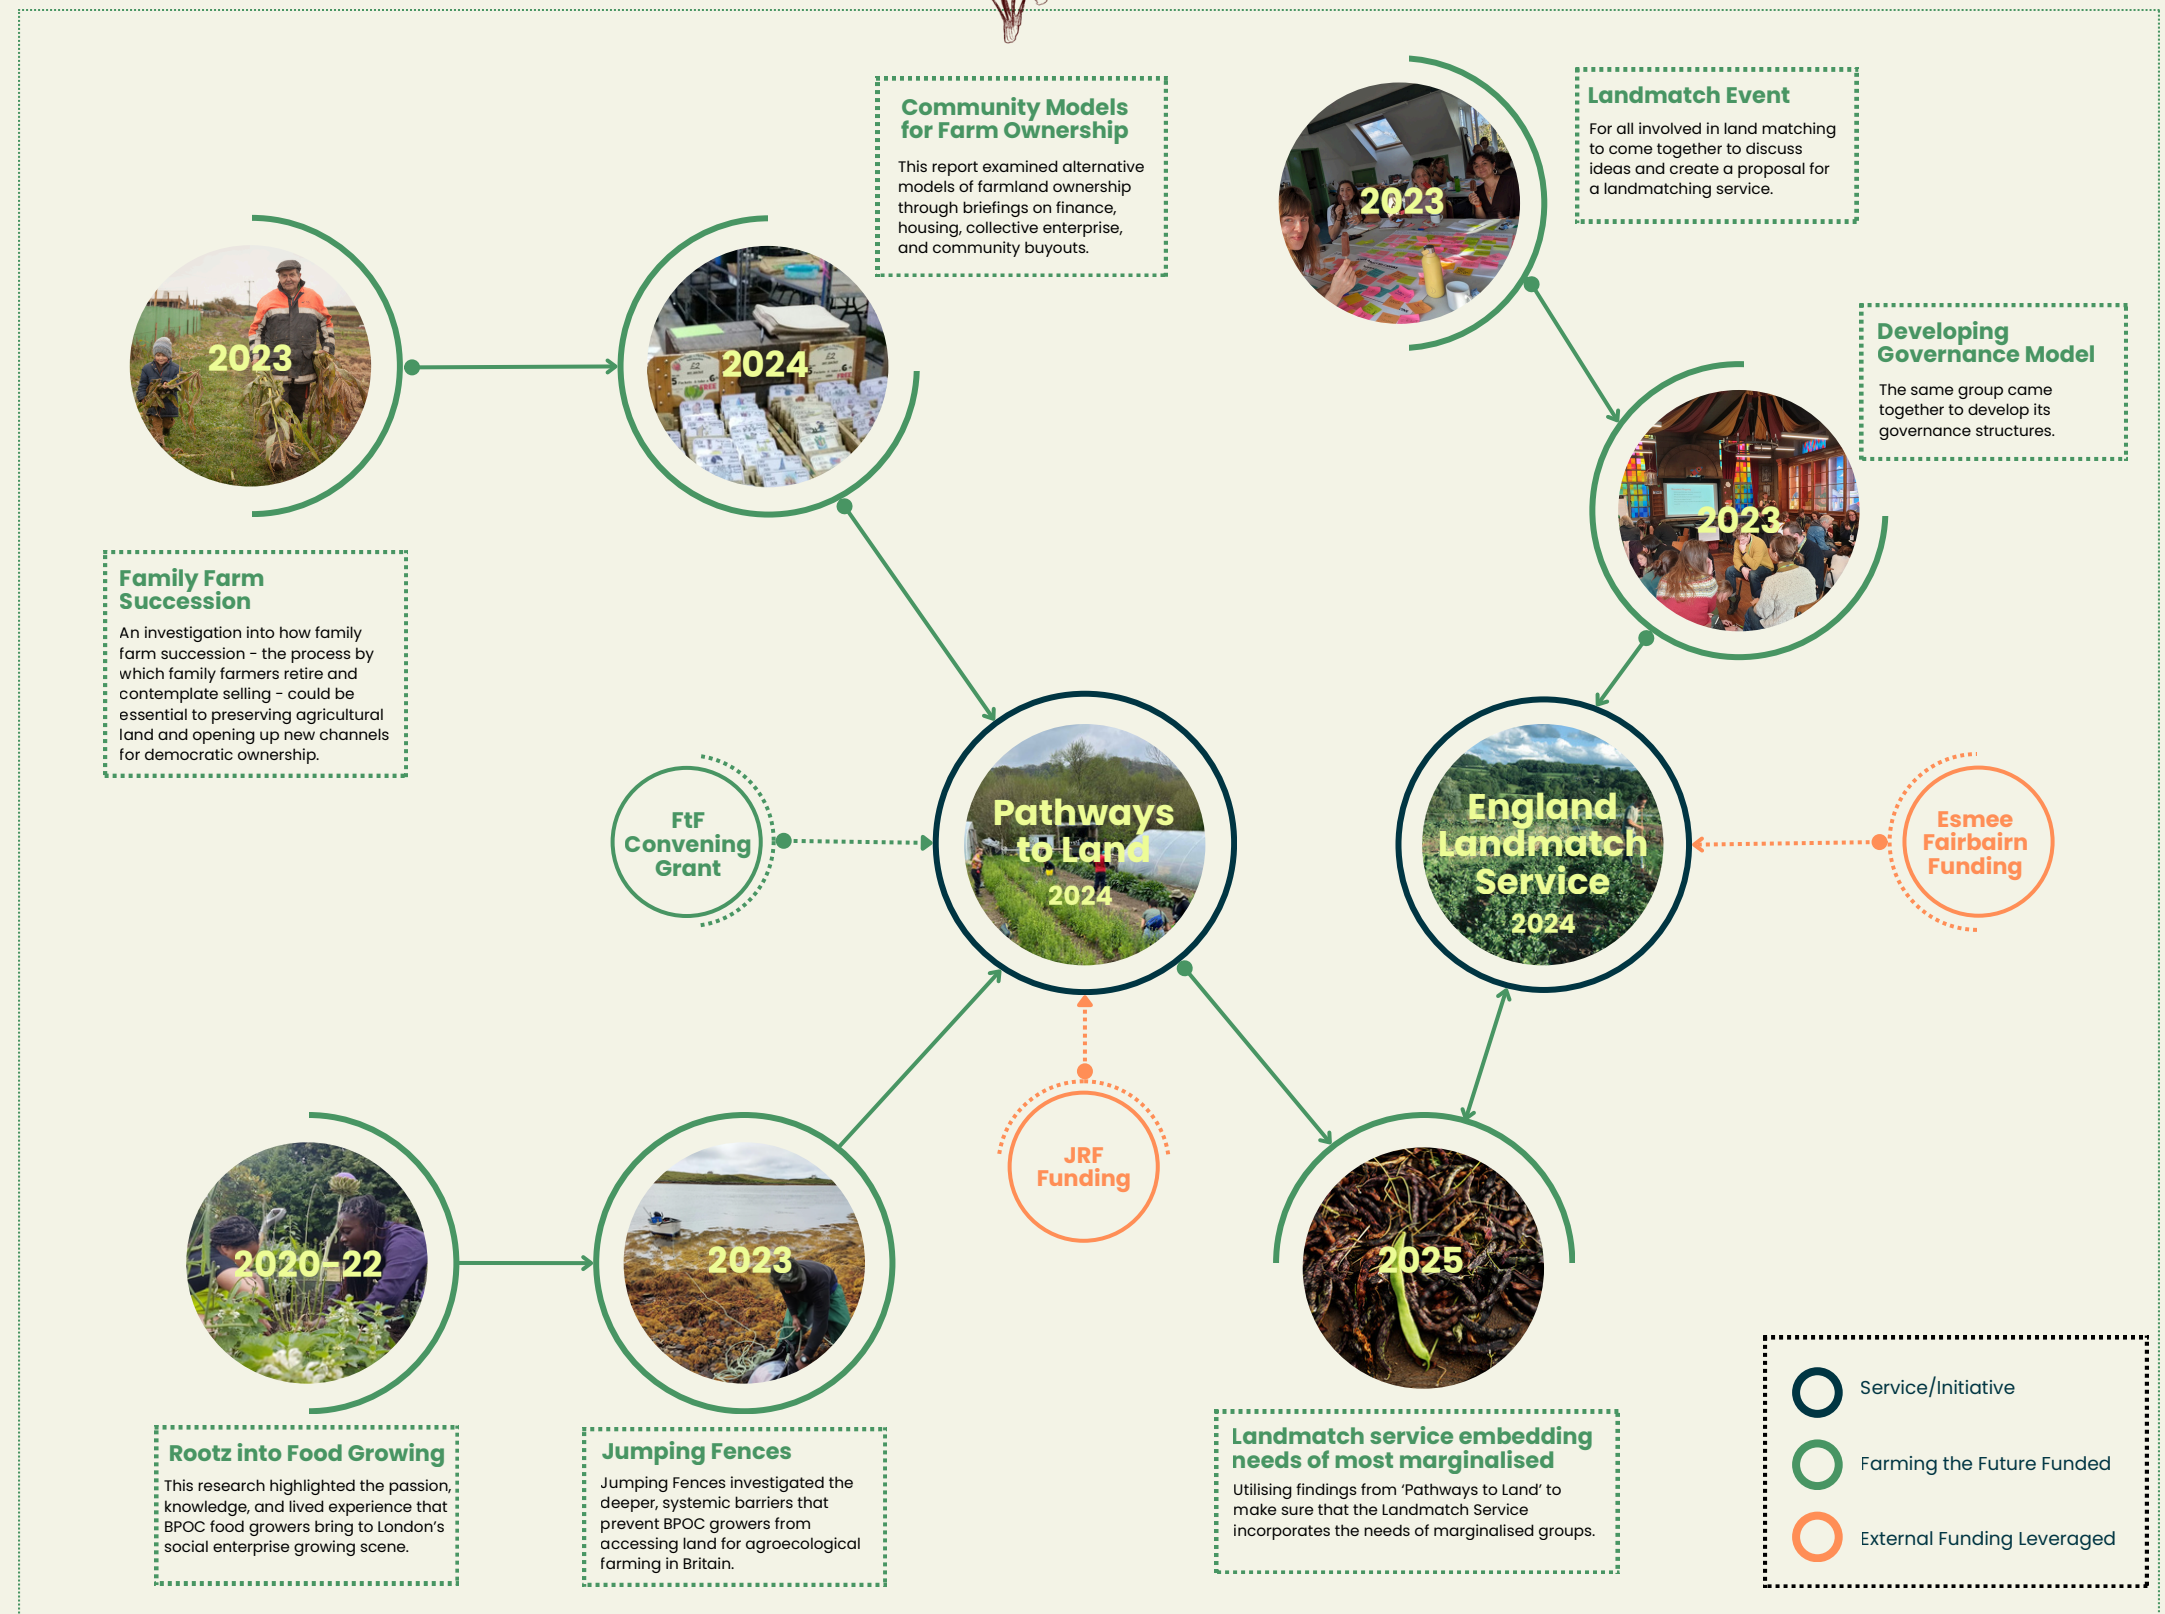 Community Models
for Farm Ownership
This report examined alternative
models of farmland ownership
through briefings on finance,
housing, collective enterprise,
and community buyouts.
Landmatch Event
For all involved in land matching
to come together to discuss
ideas and create a proposal for
a landmatching service.
2023
2023
2024
Developing
Governance Model
The same group came
together to develop its
governance structures.
2023
Family Farm
Succession
An investigation into how family
farm succession - the process by
which family farmers retire and
contemplate selling - could be
essential to preserving agricultural
land and opening up new channels
for democratic ownership.
FtF
Convening
Grant
Pathways
to Land
2024
England
Landmatch
Service
2024
Esmee
Fairbairn
Funding
JRF
Funding
2020-22
2023
2025
Rootz into Food Growing
This research highlighted the passion,
knowledge, and lived experience that
BPOC food growers bring to London's
social enterprise growing scene.
Jumping Fences
Jumping Fences investigated the
deeper, systemic barriers that
prevent BPOC growers from
accessing land for agroecological
farming in Britain.
Landmatch service embedding
needs of most marginalised
Utilising findings from ‘Pathways to Land’ to
make sure that the Landmatch Service
incorporates the needs of marginalised groups.
Service/Initiative
Farming the Future Funded
External Funding Leveraged